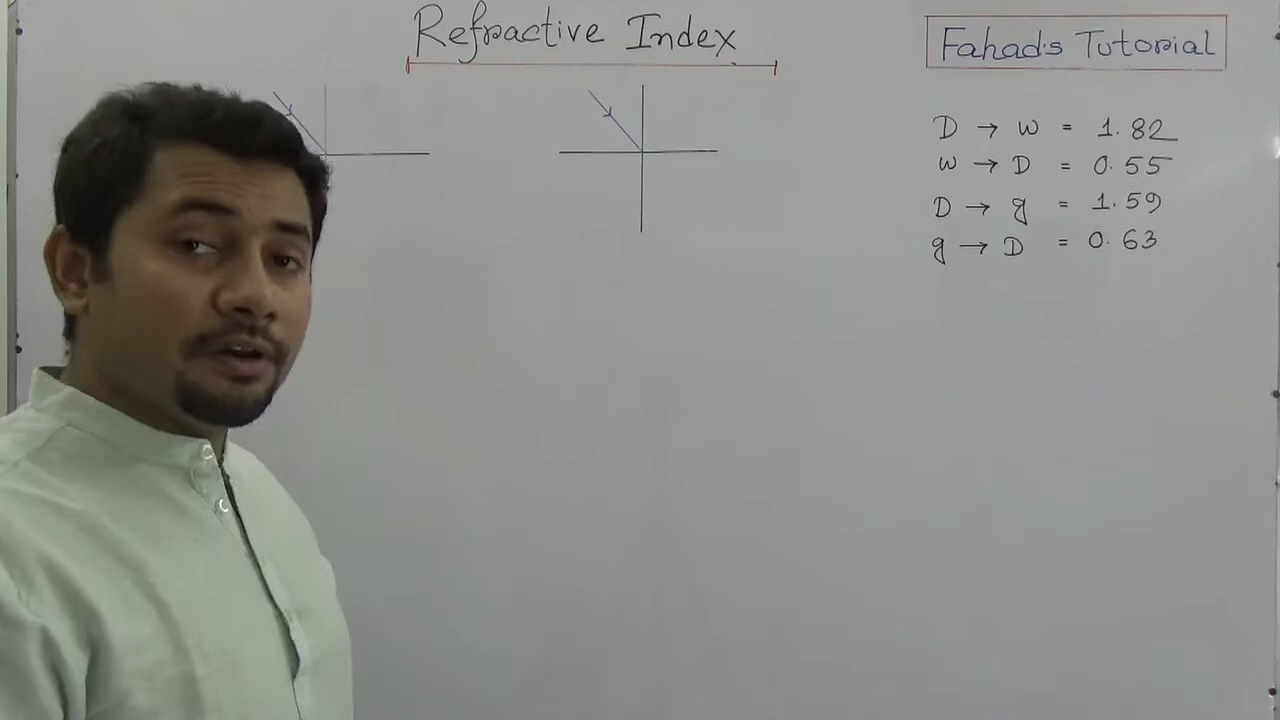 Refractive Index
Fahad's Tutorial
D → w = 1.82
w → D = 0.55
D → g = 1.59
g → D = 0.63